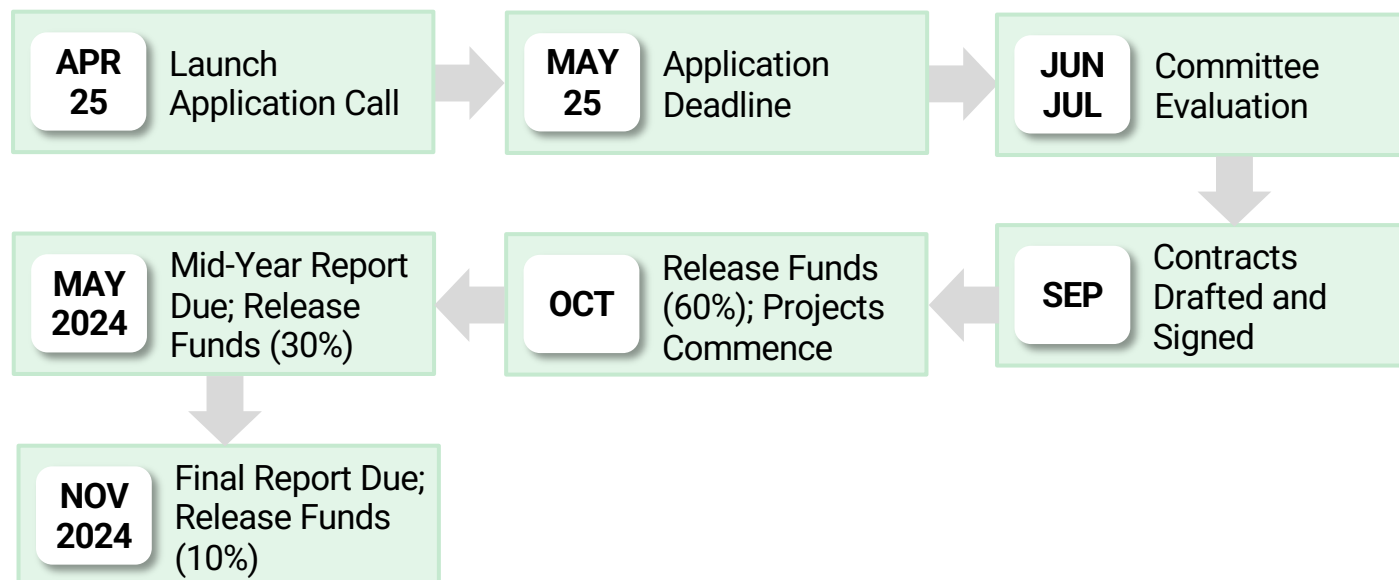 APR
25
Launch
Application Call
MAY
25
Application
Deadline
JUN
JUL
Committee
Evaluation
SEP
Contracts
Drafted and
Signed
OCT
Release Funds
(60%); Projects
Commence
MAY
2024
Mid-Year Report
Due; Release
Funds (30%)
NOV
2024
Final Report Due;
Release Funds
(10%)